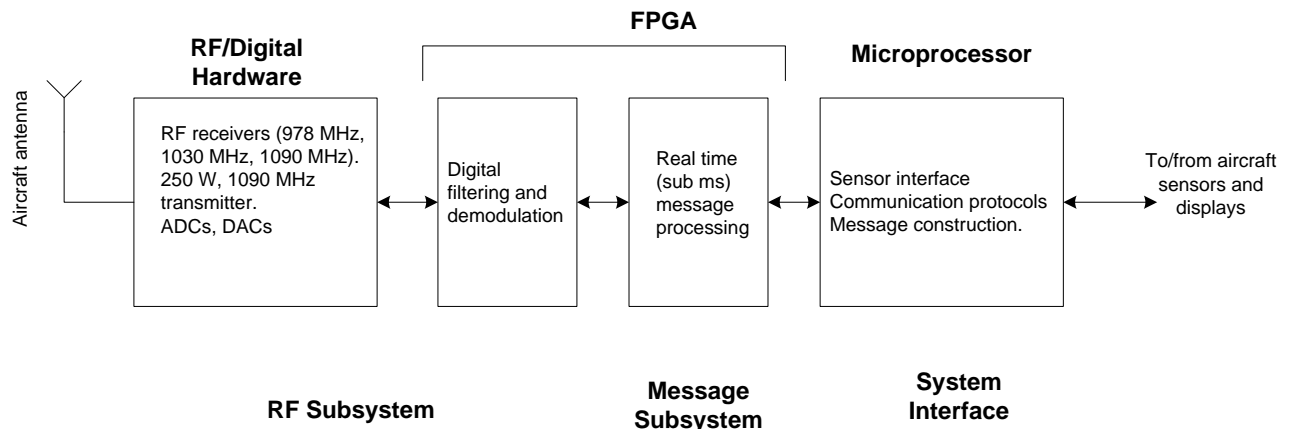 FPGA
RF/Digital
Hardware
Microprocessor
Aircraft antenna
RF receivers (978 MHz,
1030 MHz, 1090 MHz).
250 W, 1090 MHz
transmitter.
ADCs, DACs
Digital
filtering and
demodulation
Real time
(sub ms)
message
processing
Sensor interface
Communication protocols
Message construction.
To/from aircraft
sensors and
displays
RF Subsystem
Message
Subsystem
System
Interface